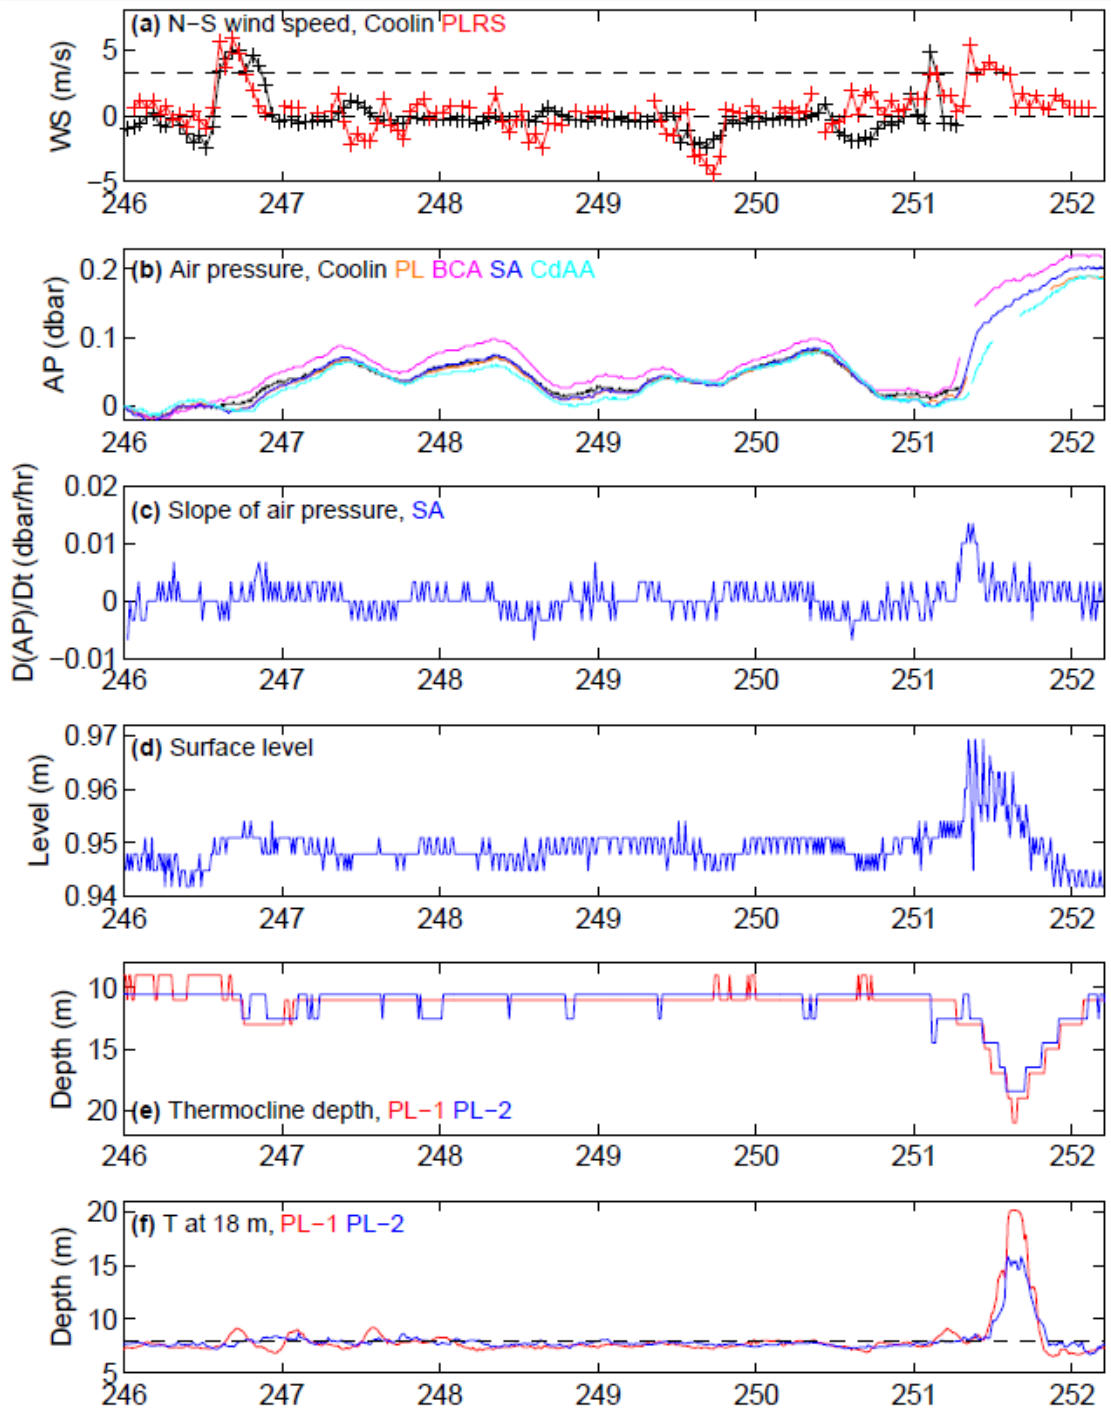 (a) N−S wind speed, Coolin PLRS
WS (m/s)
5
0
−5
246 247 248 249 250 251 252
(b) Air pressure, Coolin PL BCA SA CdAA
AP (dbar)
0.2
0.1
0
246 247 248 249 250 251 252
(c) Slope of air pressure, SA
D(AP)/Dt (dbar/hr)
0.02
0.01
0
−0.01
246 247 248 249 250 251 252
(d) Surface level
Level (m)
0.97
0.96
0.95
0.94
246 247 248 249 250 251 252
Depth (m)
10
15
20
(e) Thermocline depth, PL−1 PL−2
246 247 248 249 250 251 252
(f) T at 18 m, PL−1 PL−2
Depth (m)
20
15
10
5
246 247 248 249 250 251 252